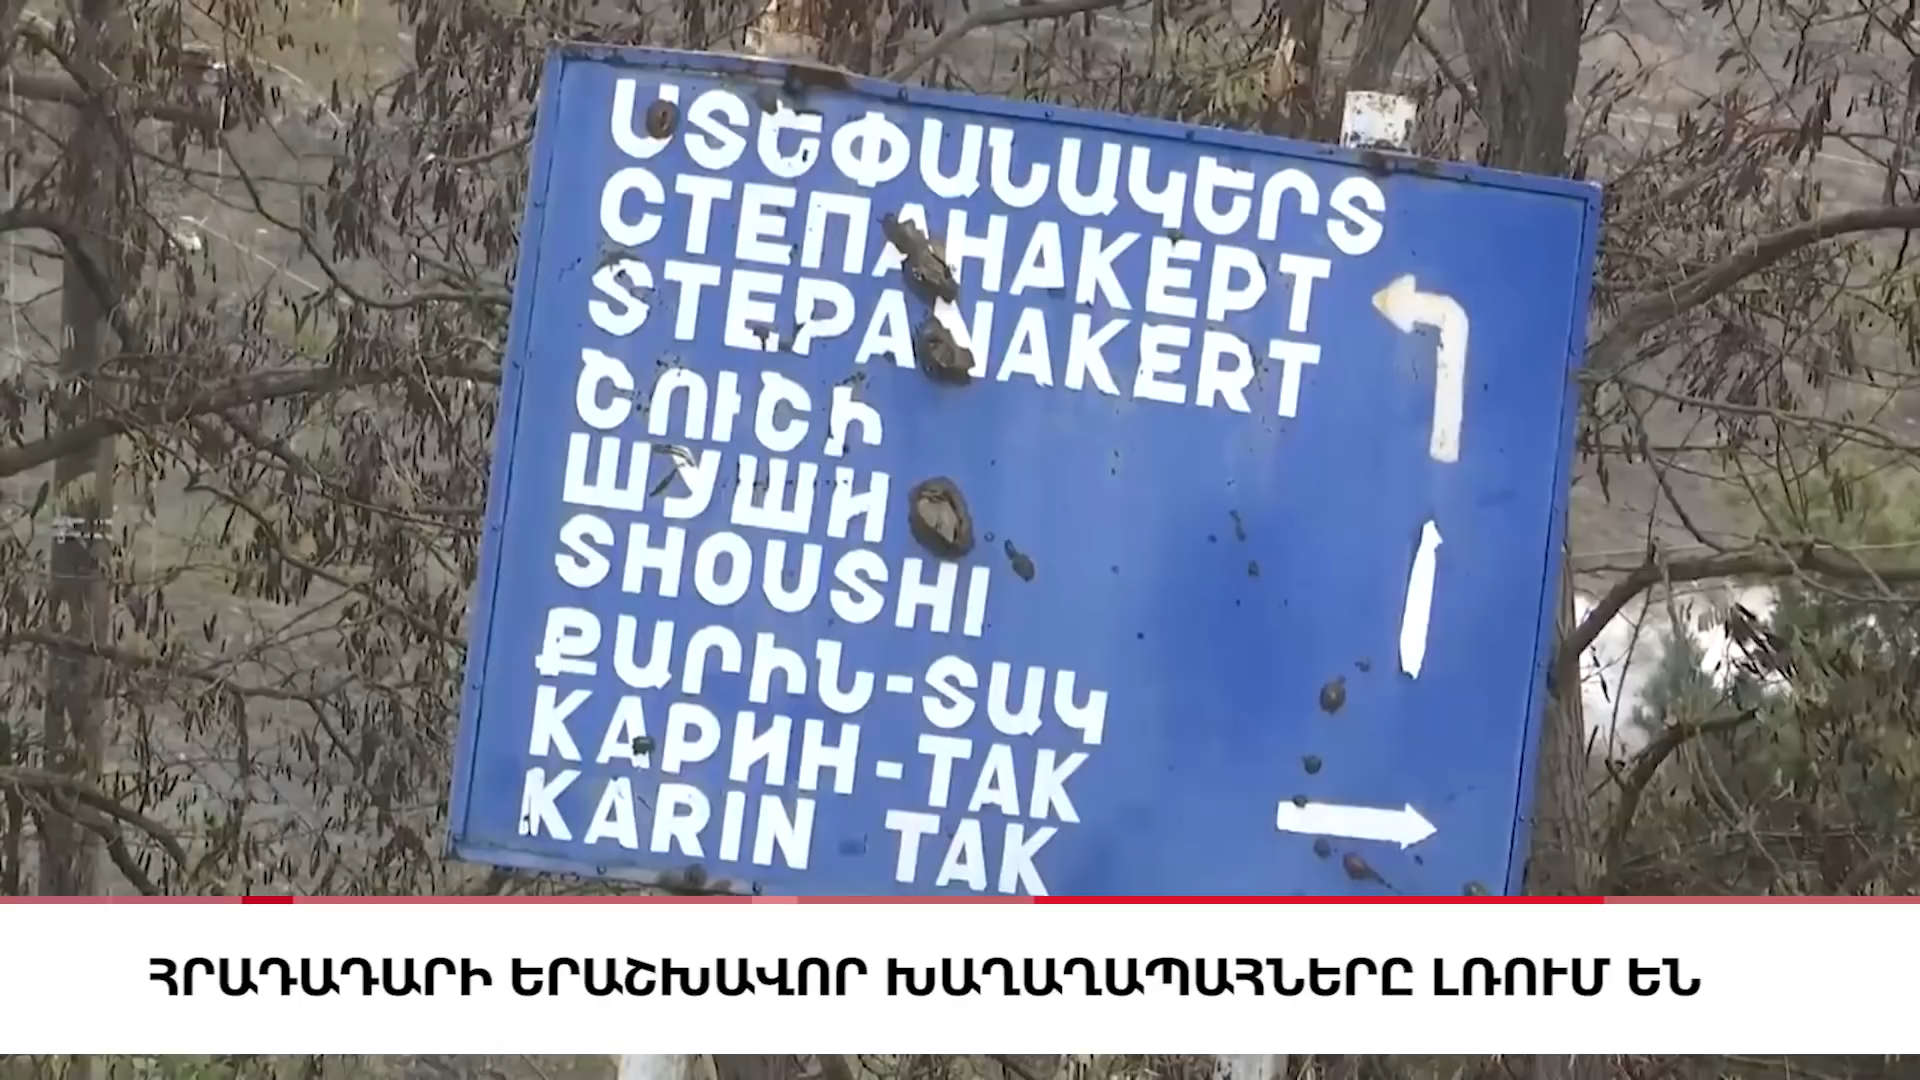 ՍՏԵՓԱՆԱԿԵՐՏ
СТЕПАНАКЕРТ
STEPANAKERT
ՇՈՒՇԻ
ШУШИ
SHOUSHI
ՔԱՐԻՆ-ՏԱԿ
КАРИН-ТАК
KARIN TAK
ՀՐԱԴԱԴԱՐԻ ԵՐԱՇԽԱՎՈՐ ԽԱՂԱՂԱՊԱՀՆԵՐԸ ԼՌՈՒՄ ԵՆ